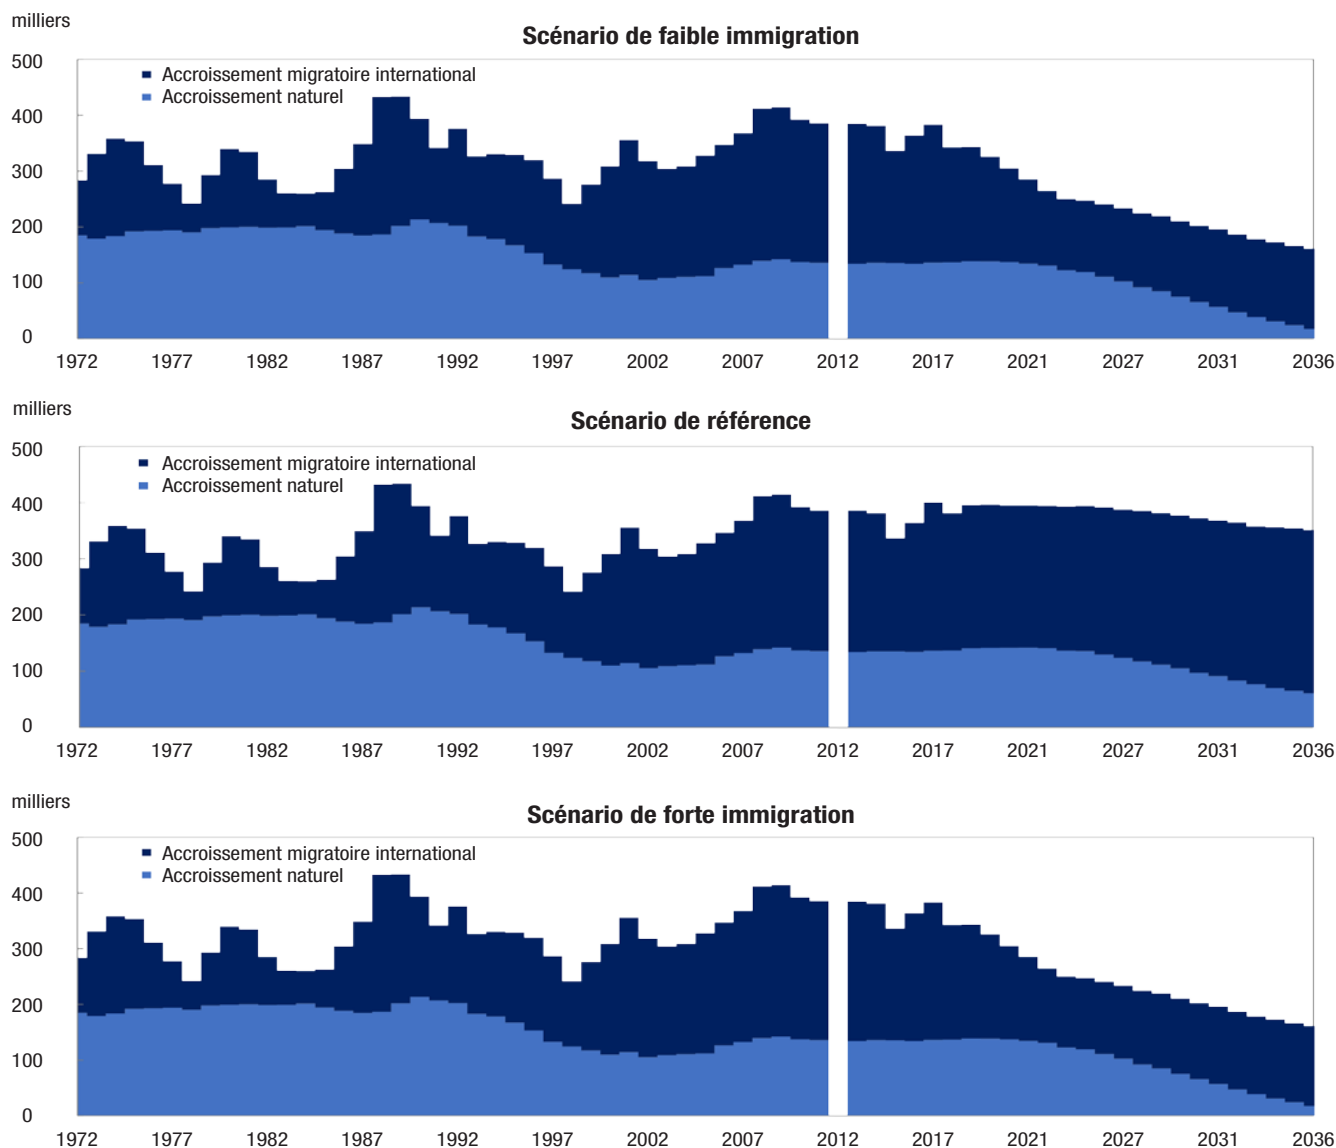 milliers
Scénario de faible immigration
500
Accroissement migratoire international
Accroissement naturel
400
300
200
100
0
1972 1977 1982 1987 1992 1997 2002 2007 2012 2017 2021 2027 2031 2036
milliers
Scénario de référence
500
Accroissement migratoire international
Accroissement naturel
400
300
200
100
0
1972 1977 1982 1987 1992 1997 2002 2007 2012 2017 2021 2027 2031 2036
milliers
Scénario de forte immigration
500
Accroissement migratoire international
Accroissement naturel
400
300
200
100
0
1972 1977 1982 1987 1992 1997 2002 2007 2012 2017 2021 2027 2031 2036